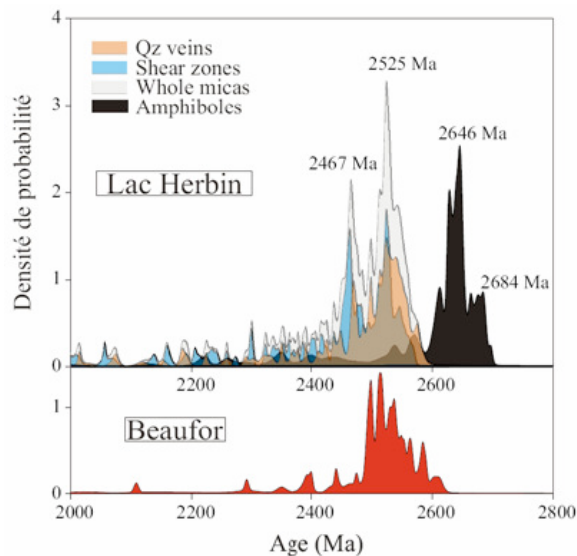 4
Qz veins
Shear zones
Whole micas
Amphiboles
2525 Ma
2646 Ma
3
2467 Ma
Lac Herbin
2
2684 Ma
1
0
Densité de probabilité
2200
2400
2600
1
Beaufor
0
2000
2200
2400
2600
2800
Age (Ma)